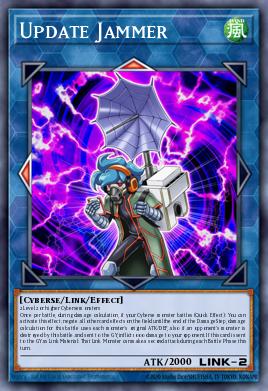 UPDATE JAMMER
WIND
風
[CYBERSE/LINK/EFFECT]
2 Level 2 or higher Cyberse monsters
Once per battle, during damage calculation, if your Cyberse monster battles (Quick Effect): You can
activate this effect; negate all other card effects on the field until the end of the Damage Step,
damage
calculation for this battle uses each monster's original ATK/DEF, also if an opponent's monster is
destroyed by this battle and sent to the GY, inflict 1000 damage to your opponent. If this card is sent
to the GY as Link Material: That Link Monster can make a second attack during each Battle Phase this
turn.
ATK/2000 LINK-2